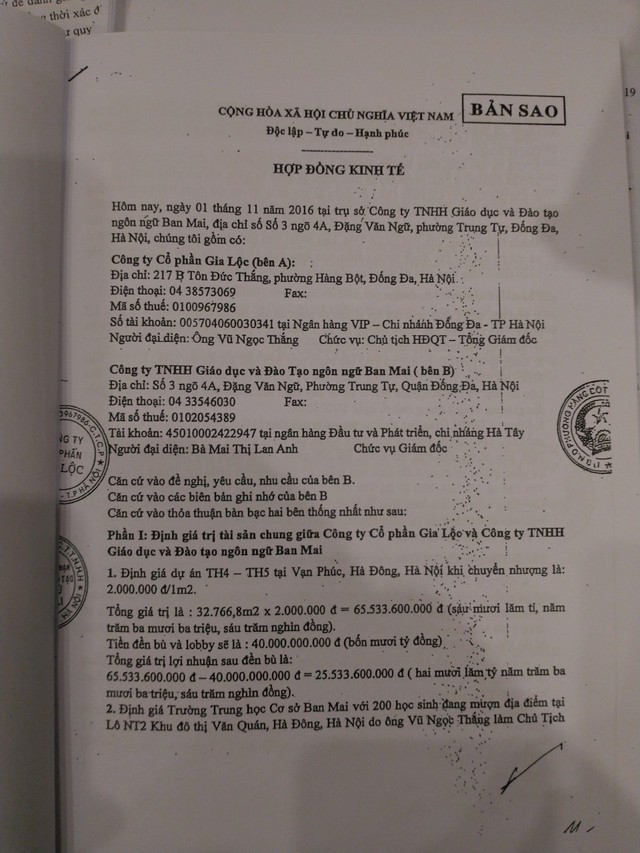 thời xác đ
ư quy
19
CỘNG HÒA XÃ HỘI CHỦ NGHĨA VIỆT NAM
BẢN SAO
Độc lập – Tự do – Hạnh phúc
HỢP ĐỒNG KINH TẾ
Hôm nay, ngày 01 tháng 11 năm 2016 tại trụ sở Công ty TNHH Giáo dục và Đào tạo
ngôn ngữ Ban Mai, địa chỉ số Số 3 ngõ 4A, Đặng Văn Ngữ, phường Trung Tự, Đống Đa,
Hà Nội, chúng tôi gồm có:
Công ty Cổ phần Gia Lộc (bên A):
Địa chỉ: 217 B Tôn Đức Thắng, phường Hàng Bột, Đống Đa, Hà Nội.
Điện thoại: 04 38573069 Fax:
Mã số thuế: 0100967986
Số tài khoản: 005704060030341 tại Ngân hàng VIP – Chi nhánh Đống Đa - TP Hà Nội
Người đại diện: Ông Vũ Ngọc Thắng Chức vụ: Chủ tịch HĐQT – Tổng Giám đốc
Công ty TNHH Giáo dục và Đào Tạo ngôn ngữ Ban Mai ( bên B)
Địa chỉ: Số 3 ngõ 4A, Đặng Văn Ngữ, Phường Trung Tự, Quận Đống Đa, Hà Nội
Điện thoại: 04 33546030 Fax:
Mã số thuế: 0102054389
Tài khoản: 45010002422947 tại ngân hàng Đầu tư và Phát triển, chi nhánh Hà Tây
Người đại diện: Bà Mai Thị Lan Anh Chức vụ Giám đốc
Căn cứ vào đề nghị, yêu cầu, nhu cầu của bên B.
Căn cứ vào các biên bản ghi nhớ của bên B
Căn cứ vào thỏa thuận bàn bạc hai bên thống nhất như sau:
Phần I: Định giá trị tài sản chung giữa Công ty Cổ phần Gia Lộc và Công ty TNHH
Giáo dục và Đào tạo ngôn ngữ Ban Mai
1. Định giá dự án TH4 – TH5 tại Vạn Phúc, Hà Đông, Hà Nội khi chuyển nhượng là:
2.000.000 đ/1m2.
Tổng giá trị là : 32.766,8m2 x 2.000.000 đ = 65.533.600.000 đ (sáu mươi lăm tỉ, năm
trăm ba mươi ba triệu, sáu trăm nghìn đồng).
Tiền đền bù và lobby sẽ là : 40.000.000.000 đ (bốn mươi tỷ đồng)
Tổng giá trị lợi nhuận sau đền bù là:
65.533.600.000 đ – 40.000.000.000 đ = 25.533.600.000 đ ( hai mươi lăm tỷ năm trăm ba
mươi ba triệu, sáu trăm nghìn đồng).
2. Định giá Trường Trung học Cơ sở Ban Mai với 200 học sinh đang mượn địa điểm tại
Lô NT2 Khu đô thị Văn Quán, Hà Đông, Hà Nội do ông Vũ Ngọc Thắng làm Chủ Tịch